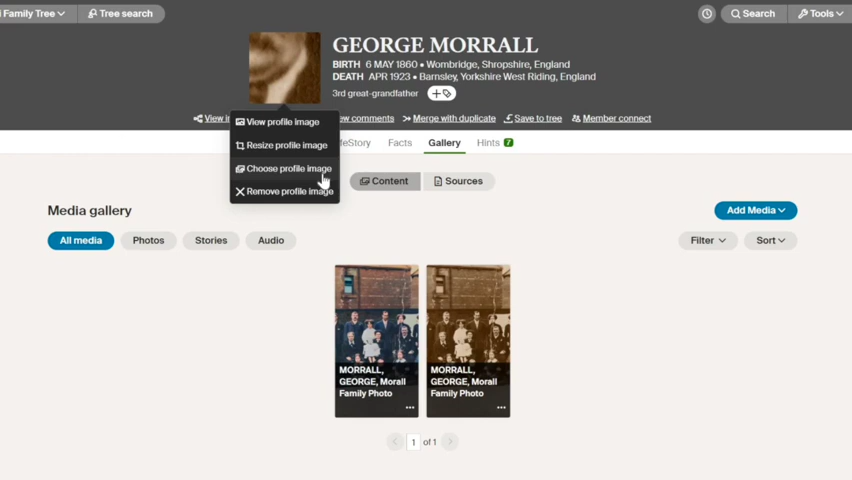 i Family Tree
Tree search
Search
Tools
GEORGE MORRALL
BIRTH 6 MAY 1860 • Wombridge, Shropshire, England
DEATH APR 1923 • Barnsley, Yorkshire West Riding, England
3rd great-grandfather
View i
ew comments
Merge with duplicate
Save to tree
Member connect
View profile image
Resize profile image
Choose profile image
Remove profile image
feStory
Facts
Gallery
Hints 7
Content
Sources
Media gallery
Add Media
All media
Photos
Stories
Audio
Filter
Sort
MORRALL,
GEORGE, Morall
Family Photo
...
MORRALL,
GEORGE, Morall
Family Photo
...
1 of 1